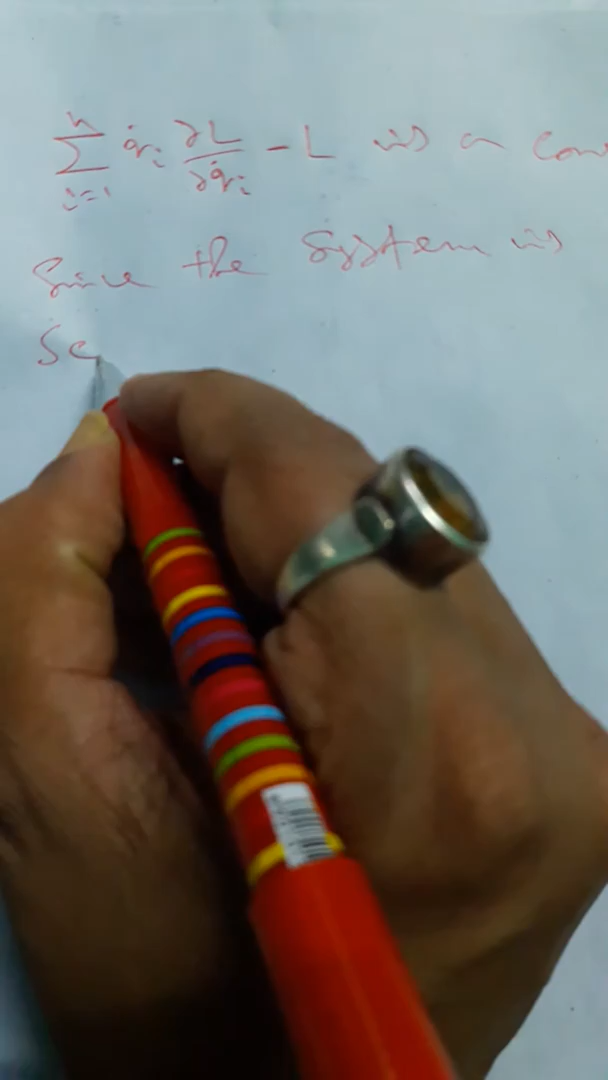 n
∑ q̇i ∂L/∂q̇i - L is a con
i=1
Since the System is
Sc